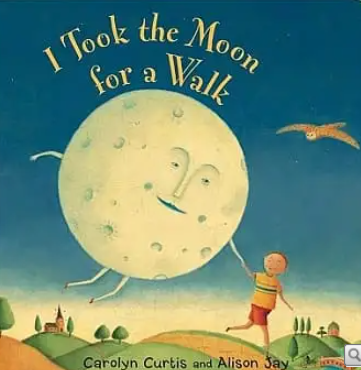 I Took the Moon
for a Walk
Carolyn Curtis and Alison Jay